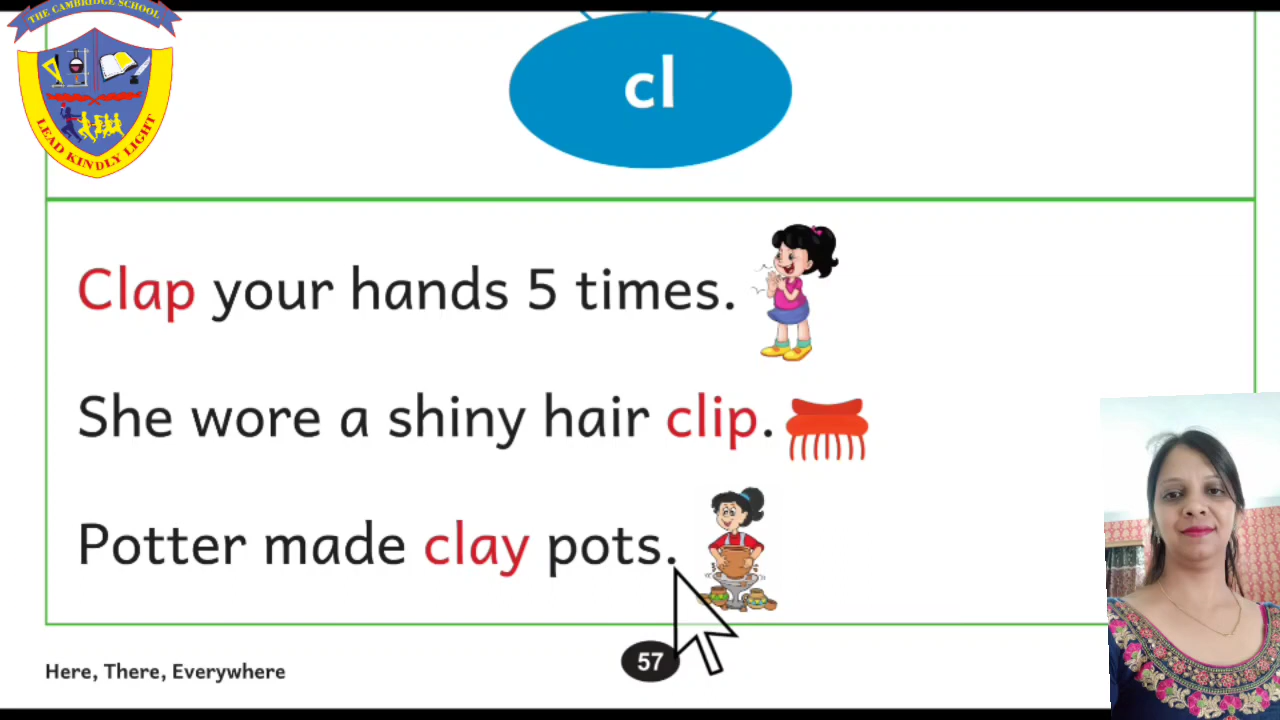 THE CAMBRIDGE SCHOOL
LEAD KINDLY LIGHT
cl
Clap your hands 5 times.
She wore a shiny hair clip.
Potter made clay pots.
Here, There, Everywhere
57